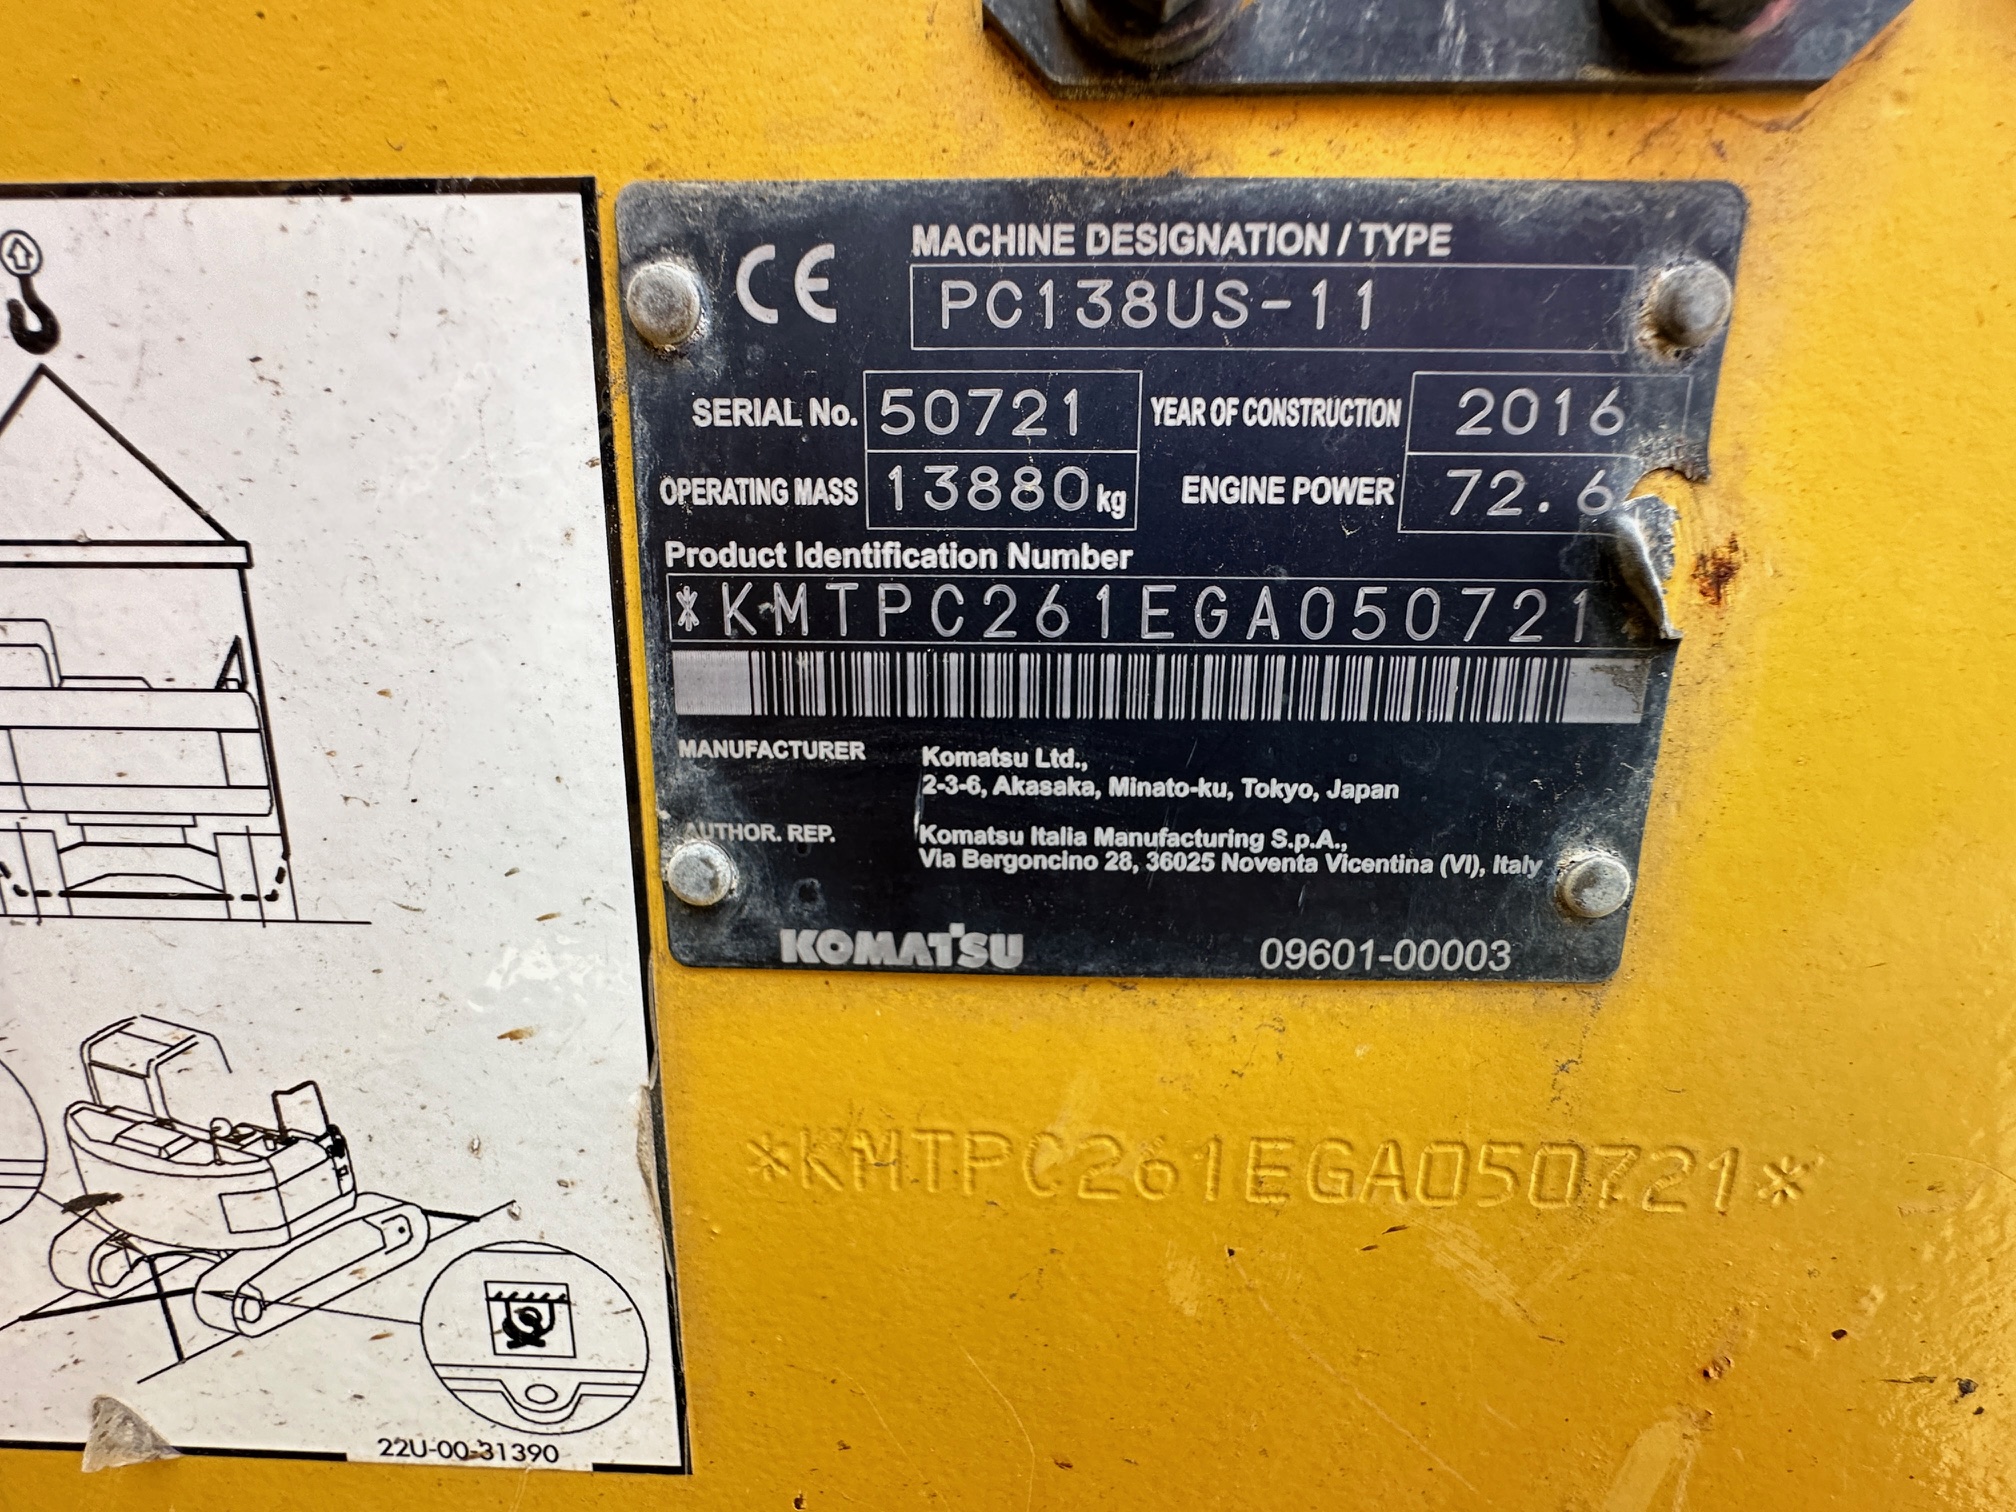 CE
MACHINE DESIGNATION / TYPE
PC138US-11
SERIAL No. 50721 YEAR OF CONSTRUCTION 2016
OPERATING MASS 13880 kg ENGINE POWER 72.6
Product Identification Number
*KMTPC261EGA050721
MANUFACTURER Komatsu Ltd.,
2-3-6, Akasaka, Minato-ku, Tokyo, Japan
AUTHOR. REP. Komatsu Italia Manufacturing S.p.A.,
Via Bergoncino 28, 36025 Noventa Vicentina (VI), Italy
KOMATSU 09601-00003
*KMTPC261EGA050721*
22U-00-31390